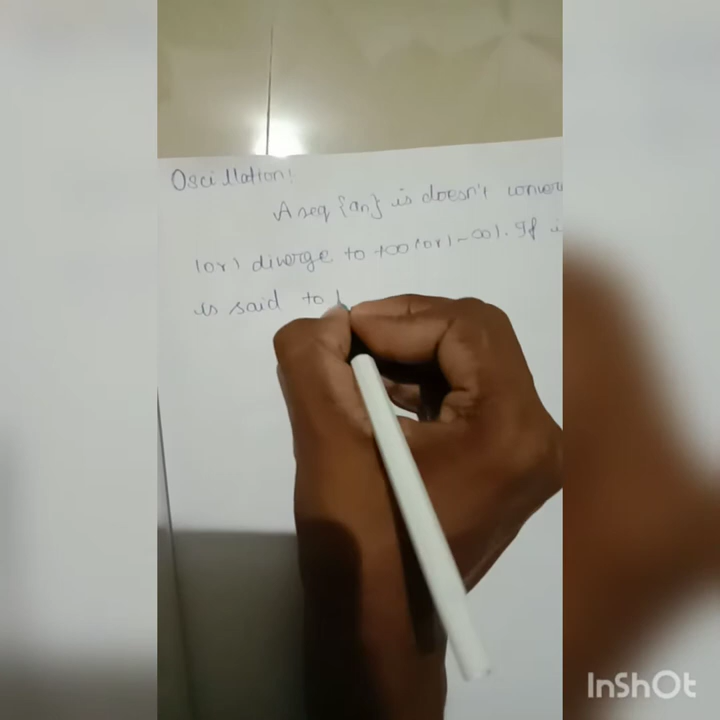 Oscillation:
A seq {an} is doesn't conver
(or) diverge to +∞ (or) -∞). If i
is said to
InShOt